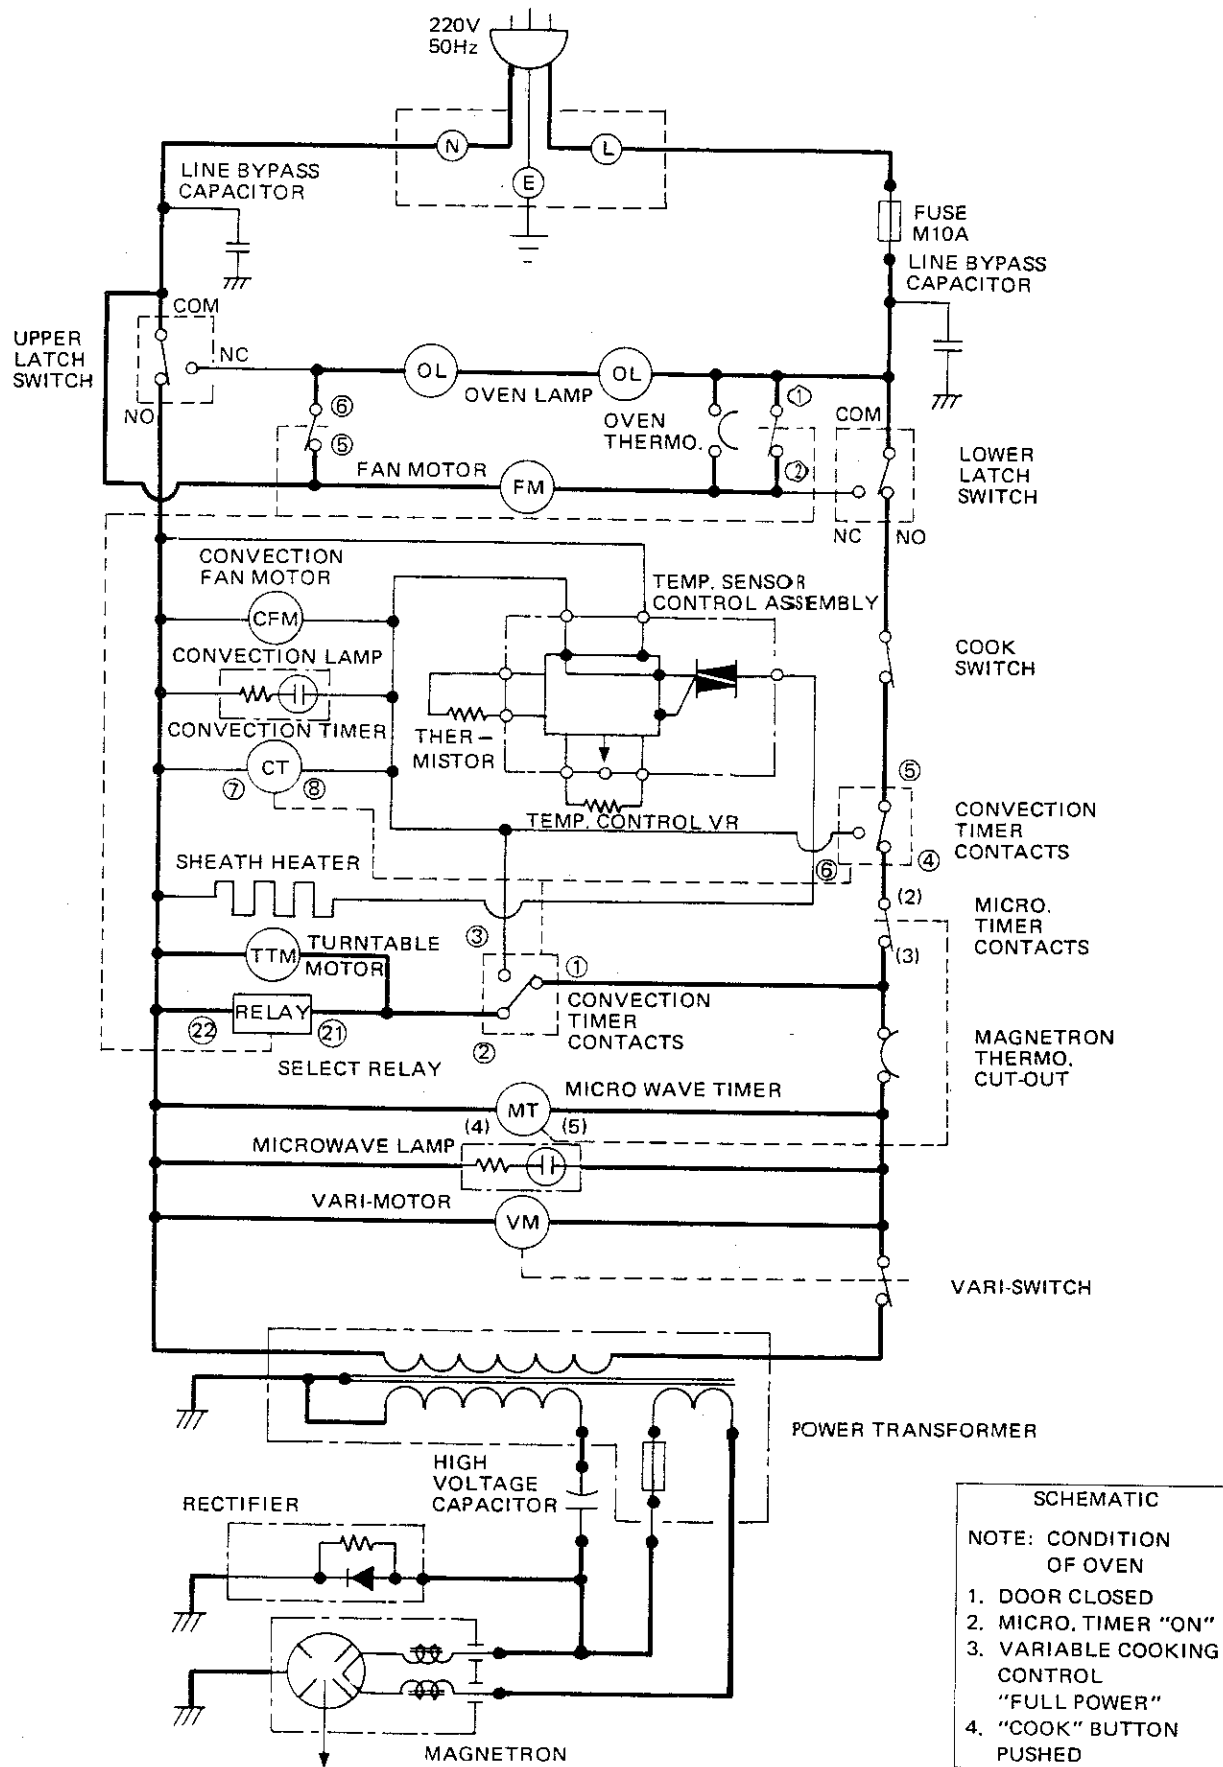 220V
50Hz
N
L
E
LINE BYPASS
CAPACITOR
FUSE
M10A
LINE BYPASS
CAPACITOR
COM
UPPER
LATCH
SWITCH
NC
NO
OL
OL
OVEN LAMP
OVEN
THERMO.
①
②
⑥
⑤
COM
LOWER
LATCH
SWITCH
FAN MOTOR
FM
NC
NO
CONVECTION
FAN MOTOR
CFM
TEMP. SENSOR
CONTROL ASSEMBLY
COOK
SWITCH
CONVECTION LAMP
CONVECTION TIMER
THER-
MISTOR
CT
⑦
⑧
TEMP. CONTROL VR
⑤
⑥
④
CONVECTION
TIMER
CONTACTS
SHEATH HEATER
(2)
(3)
MICRO.
TIMER
CONTACTS
TTM
TURNTABLE
MOTOR
③
①
②
CONVECTION
TIMER
CONTACTS
RELAY
㉒
㉑
SELECT RELAY
MAGNETRON
THERMO.
CUT-OUT
MICRO WAVE TIMER
MT
(4)
(5)
MICROWAVE LAMP
VARI-MOTOR
VM
VARI-SWITCH
POWER TRANSFORMER
HIGH
VOLTAGE
CAPACITOR
RECTIFIER
MAGNETRON
SCHEMATIC
NOTE: CONDITION
OF OVEN
1. DOOR CLOSED
2. MICRO. TIMER "ON"
3. VARIABLE COOKING
CONTROL
"FULL POWER"
4. "COOK" BUTTON
PUSHED